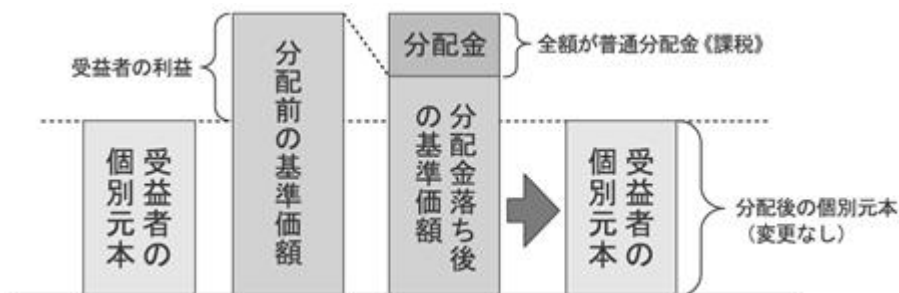 受益者の利益
受益者の
個別元本
分配前の基準価額
分配金
分配金落ち後
の基準価額
全額が普通分配金《課税》
受益者の
個別元本
分配後の個別元本
（変更なし）